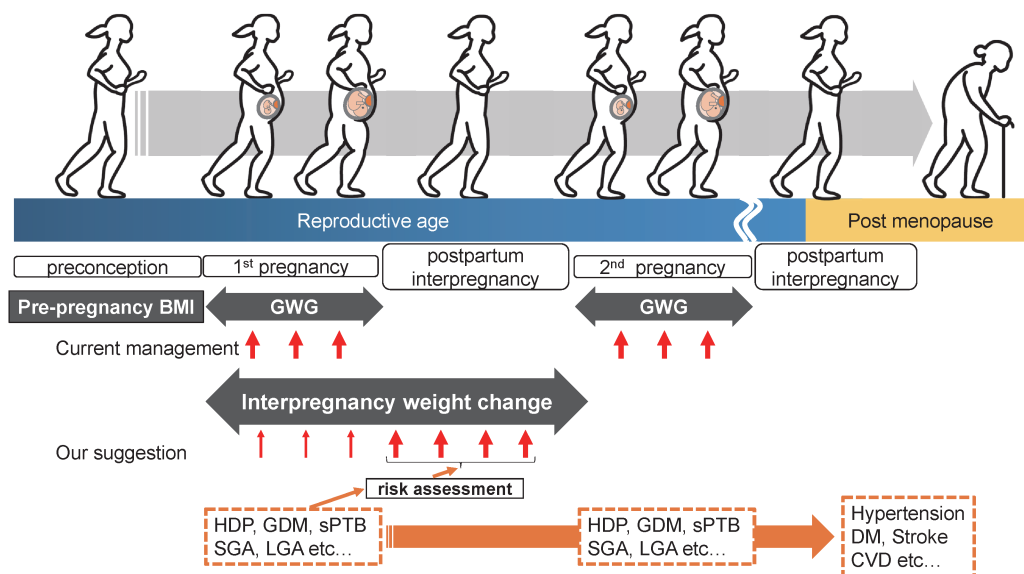 Reproductive age
Post menopause
preconception
1st pregnancy
postpartum
interpregnancy
2nd pregnancy
postpartum
interpregnancy
Pre-pregnancy BMI
GWG
GWG
Current management
Interpregnancy weight change
Our suggestion
risk assessment
HDP, GDM, sPTB
SGA, LGA etc…
HDP, GDM, sPTB
SGA, LGA etc…
Hypertension
DM, Stroke
CVD etc…